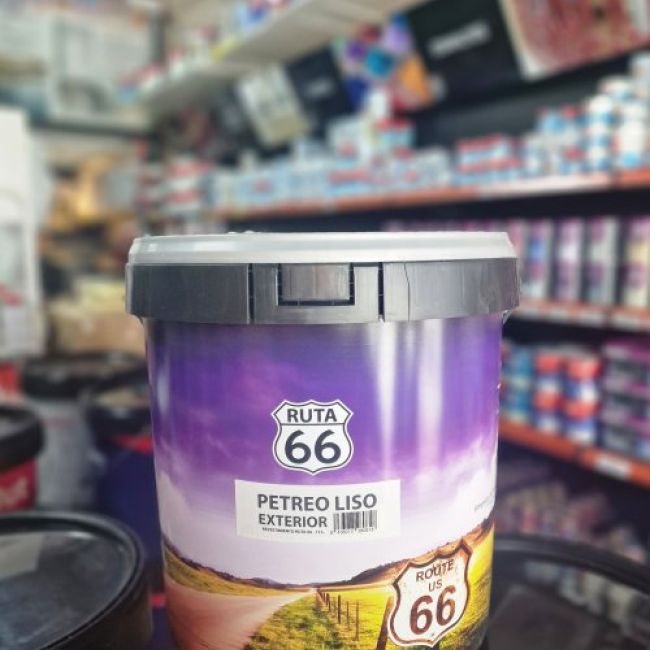 RUTA
66
PETREO LISO
EXTERIOR
ROUTE
US
66